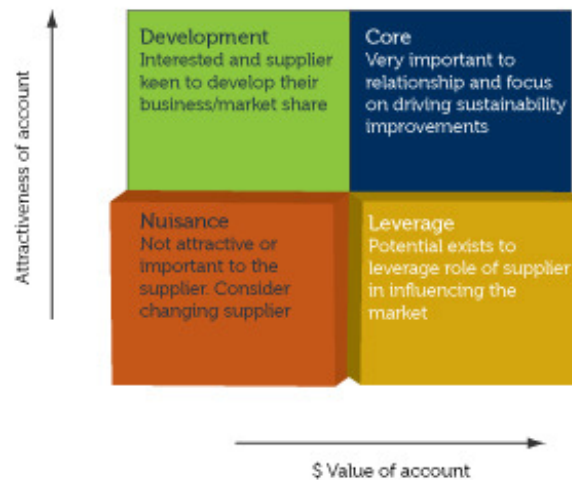 Attractiveness of account
Development
Interested and supplier
keen to develop their
business/market share
Core
Very important to
relationship and focus
on driving sustainability
improvements
Nuisance
Not attractive or
important to the
supplier. Consider
changing supplier
Leverage
Potential exists to
leverage role of supplier
in influencing the
market
$ Value of account